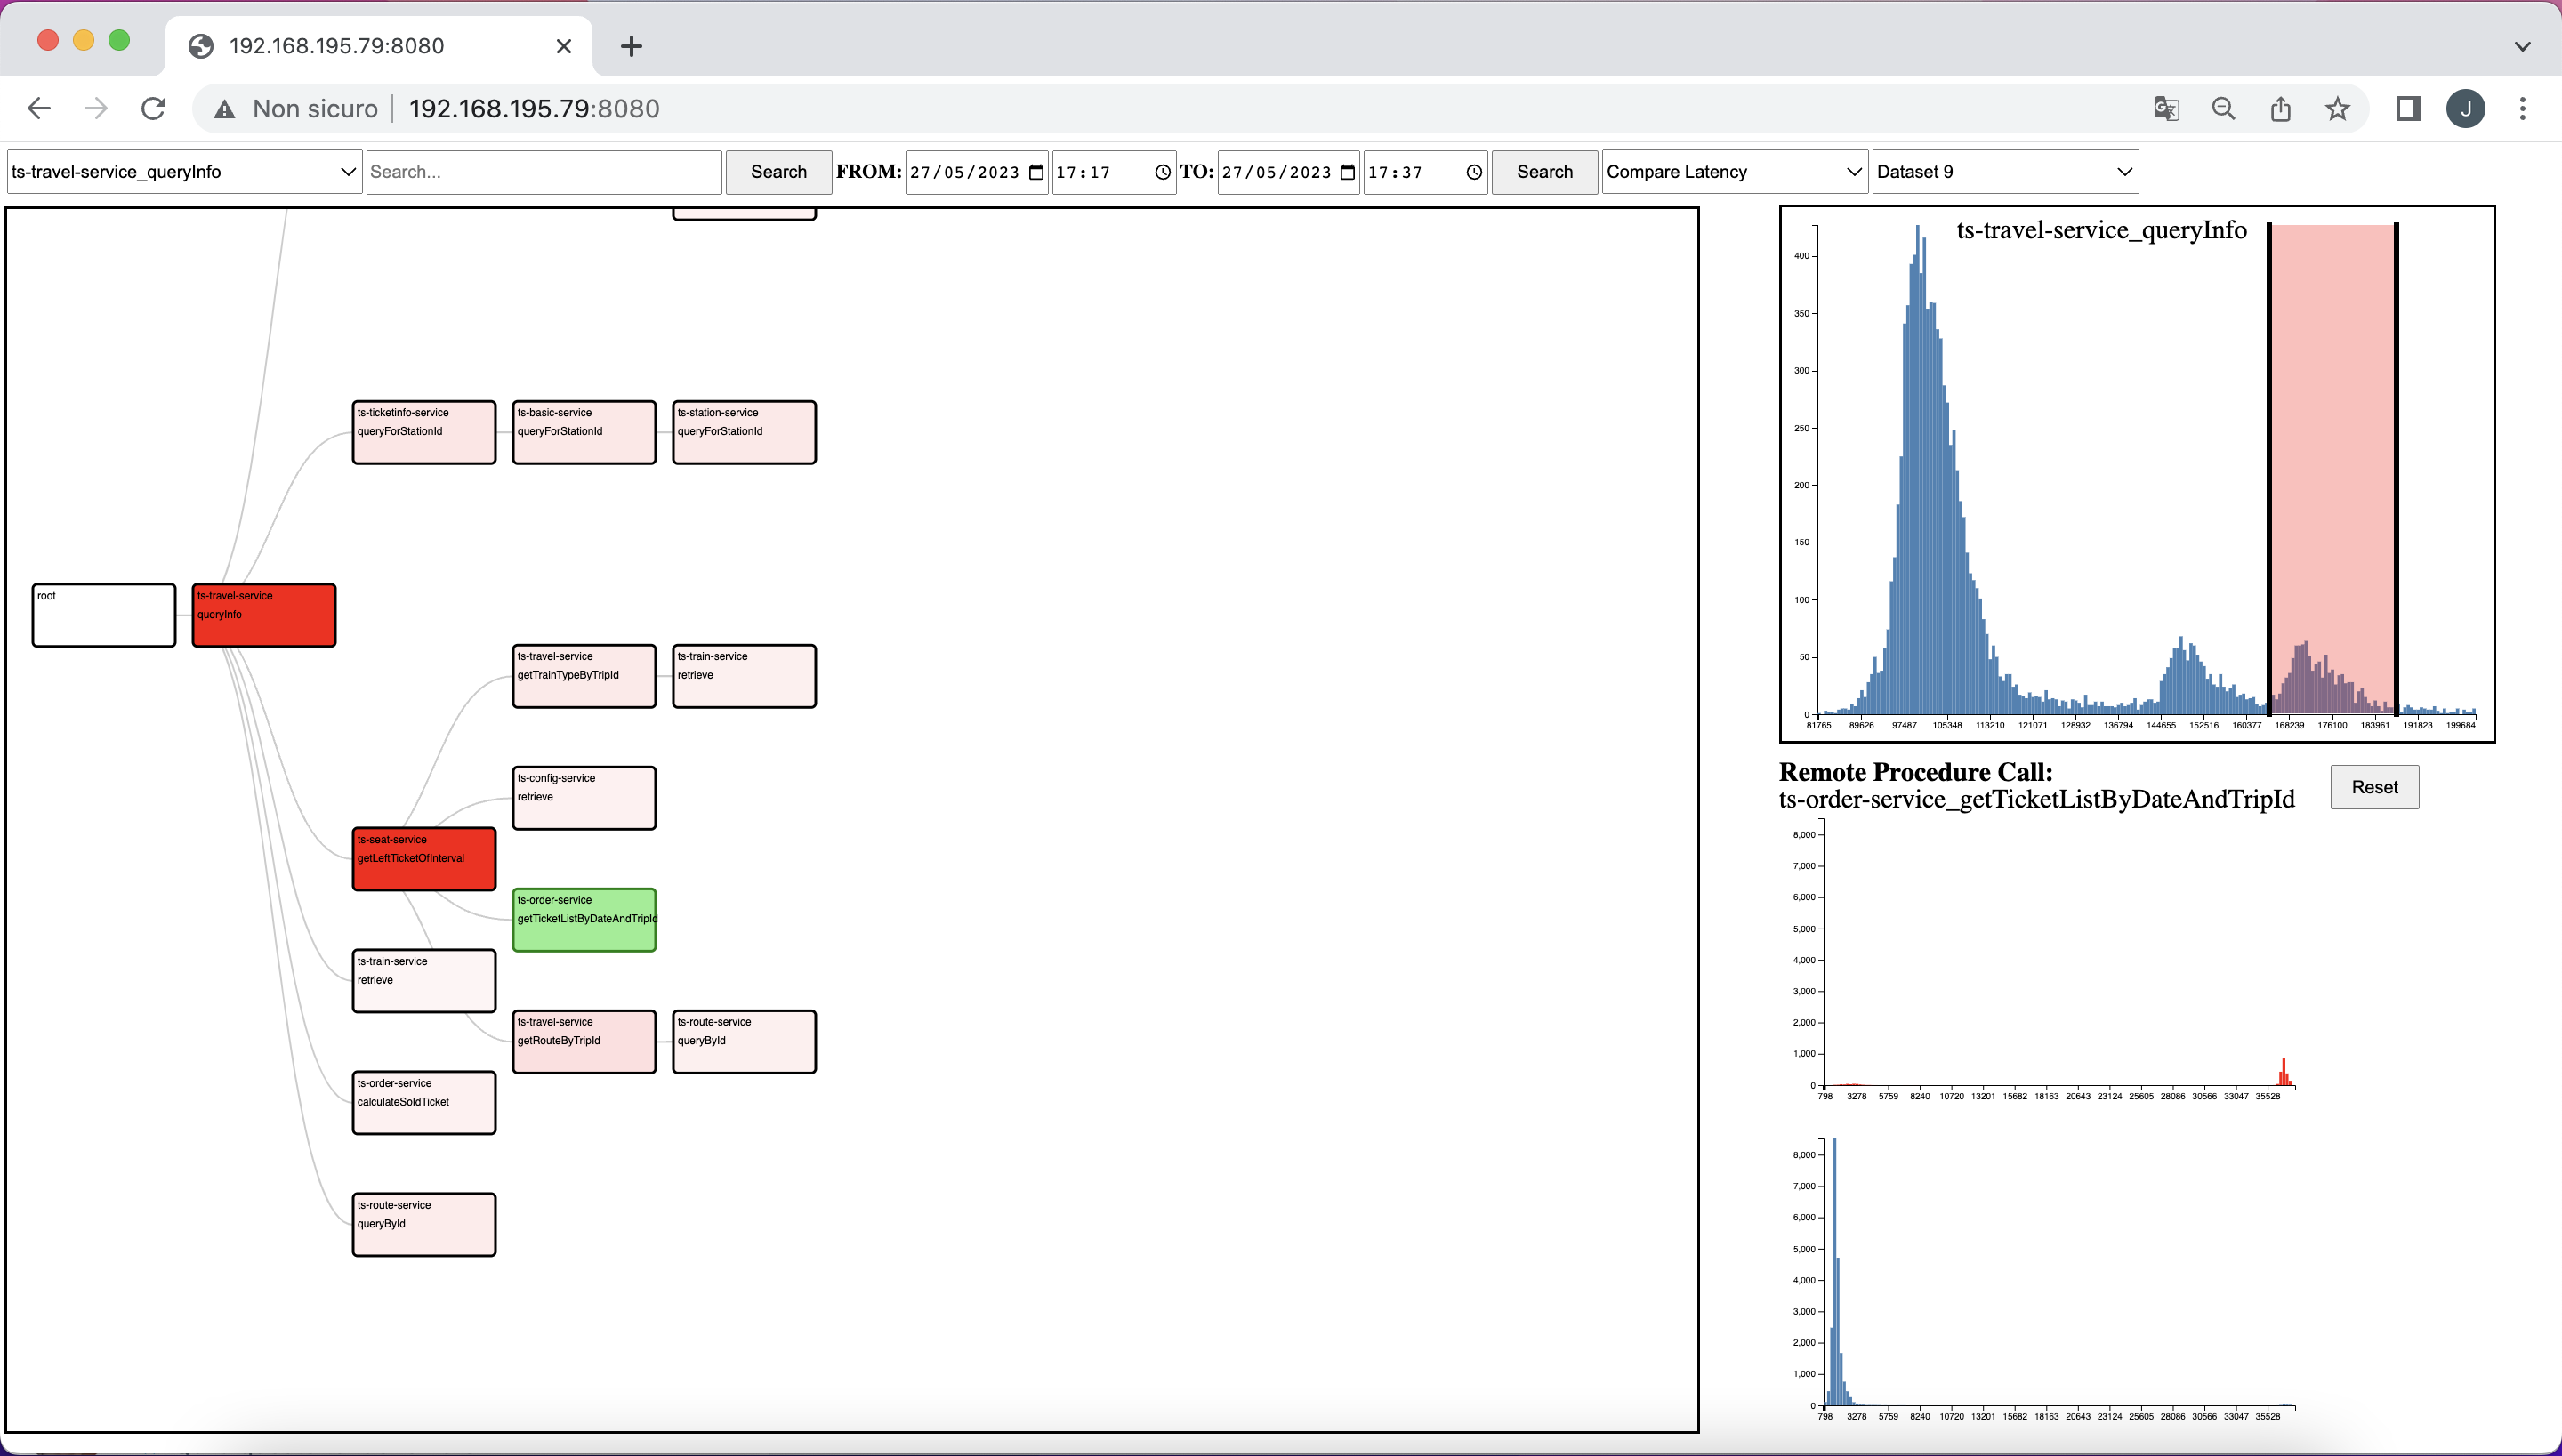 192.168.195.79:8080
Non sicuro 192.168.195.79:8080
J
ts-travel-service_queryInfo Search... Search FROM: 27/05/2023 17:17 TO: 27/05/2023 17:37 Search Compare Latency Dataset 9
ts-ticketinfo-service
queryForStationId
ts-basic-service
queryForStationId
ts-station-service
queryForStationId
root
ts-travel-service
queryInfo
ts-travel-service
getTrainTypeByTripId
ts-train-service
retrieve
ts-config-service
retrieve
ts-seat-service
getLeftTicketOfInterval
ts-order-service
getTicketListByDateAndTripId
ts-train-service
retrieve
ts-travel-service
getRouteByTripId
ts-route-service
queryById
ts-order-service
calculateSoldTicket
ts-route-service
queryById
ts-travel-service_queryInfo
400
350
300
250
200
150
100
50
0
81765 89626 97487 105348 113210 121071 128932 136794 144655 152516 160377 168239 176100 183961 191823 199684
Remote Procedure Call:
ts-order-service_getTicketListByDateAndTripId
Reset
8,000
7,000
6,000
5,000
4,000
3,000
2,000
1,000
0
798 3278 5759 8240 10720 13201 15682 18163 20643 23124 25605 28086 30566 33047 35528
8,000
7,000
6,000
5,000
4,000
3,000
2,000
1,000
0
798 3278 5759 8240 10720 13201 15682 18163 20643 23124 25605 28086 30566 33047 35528